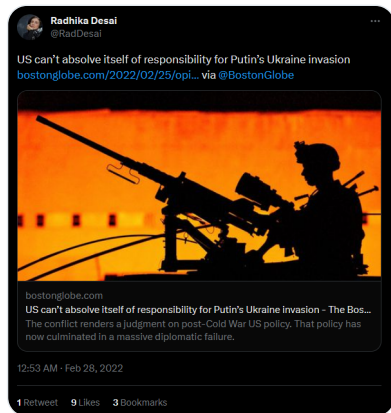 Radhika Desai
@RadDesai
US can’t absolve itself of responsibility for Putin’s Ukraine invasion
bostonglobe.com/2022/02/25/opi... via @BostonGlobe
bostonglobe.com
US can’t absolve itself of responsibility for Putin’s Ukraine invasion - The Bos...
The conflict renders a judgment on post-Cold War US policy. That policy has
now culminated in a massive diplomatic failure.
12:53 AM · Feb 28, 2022
1 Retweet 9 Likes 3 Bookmarks